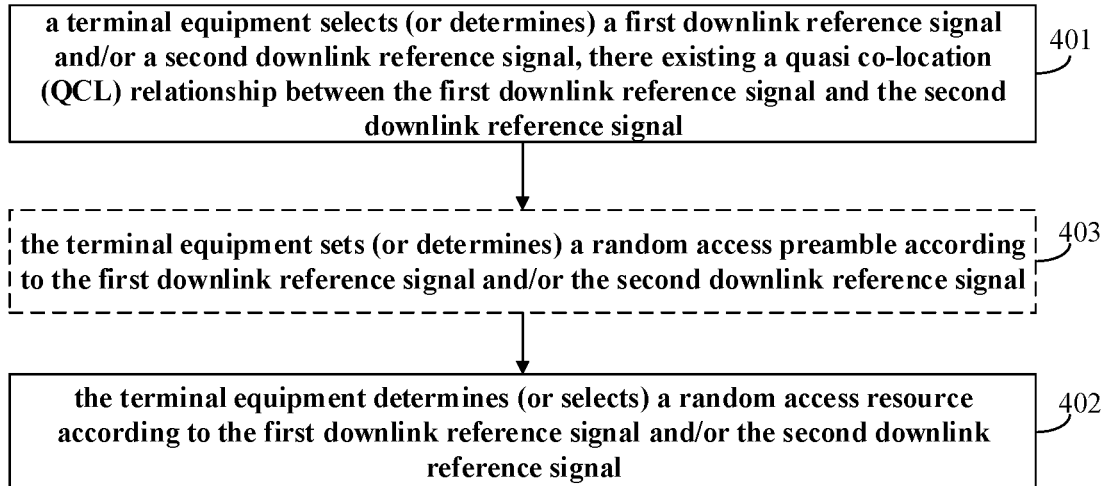 a terminal equipment selects (or determines) a first downlink reference signal
and/or a second downlink reference signal, there existing a quasi co-location
(QCL) relationship between the first downlink reference signal and the second
downlink reference signal
401
the terminal equipment sets (or determines) a random access preamble according
to the first downlink reference signal and/or the second downlink reference signal
403
the terminal equipment determines (or selects) a random access resource
according to the first downlink reference signal and/or the second downlink
reference signal
402